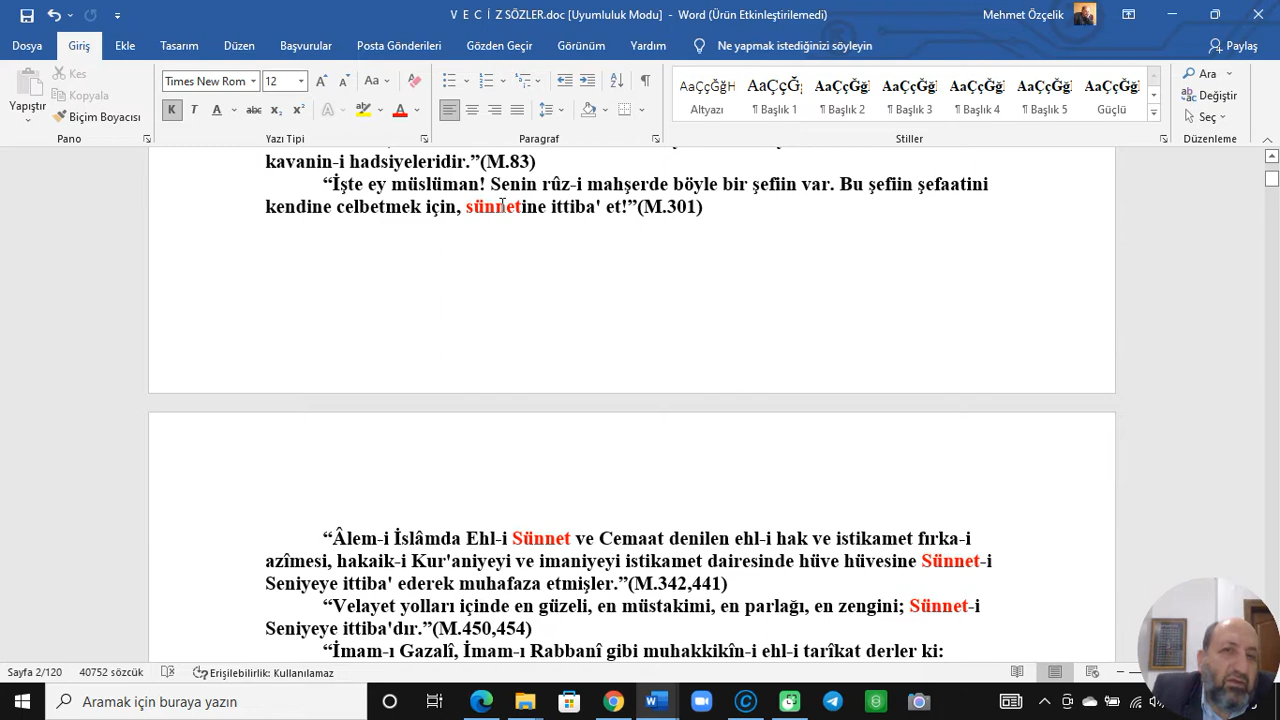 V E C İ Z SÖZLER.doc [Uyumluluk Modu] - Word (Ürün Etkinleştirilemedi)
Mehmet Özçelik
Dosya Giriş Ekle Tasarım Düzen Başvurular Posta Gönderileri Gözden Geçir Görünüm Yardım Ne yapmak istediğinizi söyleyin Paylaş
Yapıştır
Kes
Kopyala
Biçim Boyacısı
Times New Rom 12
Aa
K T A abc x₂ x²
AaÇçĞğH AaÇçĞ, AaÇçĞğ AaÇçĞğ AaÇçĞğ AaÇçĞğ AaÇçĞğ
Altyazı ¶ Başlık 1 ¶ Başlık 2 ¶ Başlık 3 ¶ Başlık 4 ¶ Başlık 5 Güçlü
Ara
Değiştir
Seç
Pano Yazı Tipi Paragraf Stiller Düzenleme
kavanin-i hadsiyeleridir.”(M.83)
“İşte ey müslüman! Senin rûz-i mahşerde böyle bir şefiin var. Bu şefiin şefaatini
kendine celbetmek için, sünnetine ittiba' et!”(M.301)
“Âlem-i İslâmda Ehl-i Sünnet ve Cemaat denilen ehl-i hak ve istikamet fırka-i
azîmesi, hakaik-i Kur'aniyeyi ve imaniyeyi istikamet dairesinde hüve hüvesine Sünnet-i
Seniyeye ittiba' ederek muhafaza etmişler.”(M.342,441)
“Velayet yolları içinde en güzeli, en müstakimi, en parlağı, en zengini; Sünnet-i
Seniyeye ittiba'dır.”(M.450,454)
“İmam-ı Gazalî, İmam-ı Rabbanî gibi muhakkikîn-i ehl-i tarîkat derler ki:
Sayfa 2/120 40752 sözcük Erişilebilirlik: Kullanılamaz
Aramak için buraya yazın